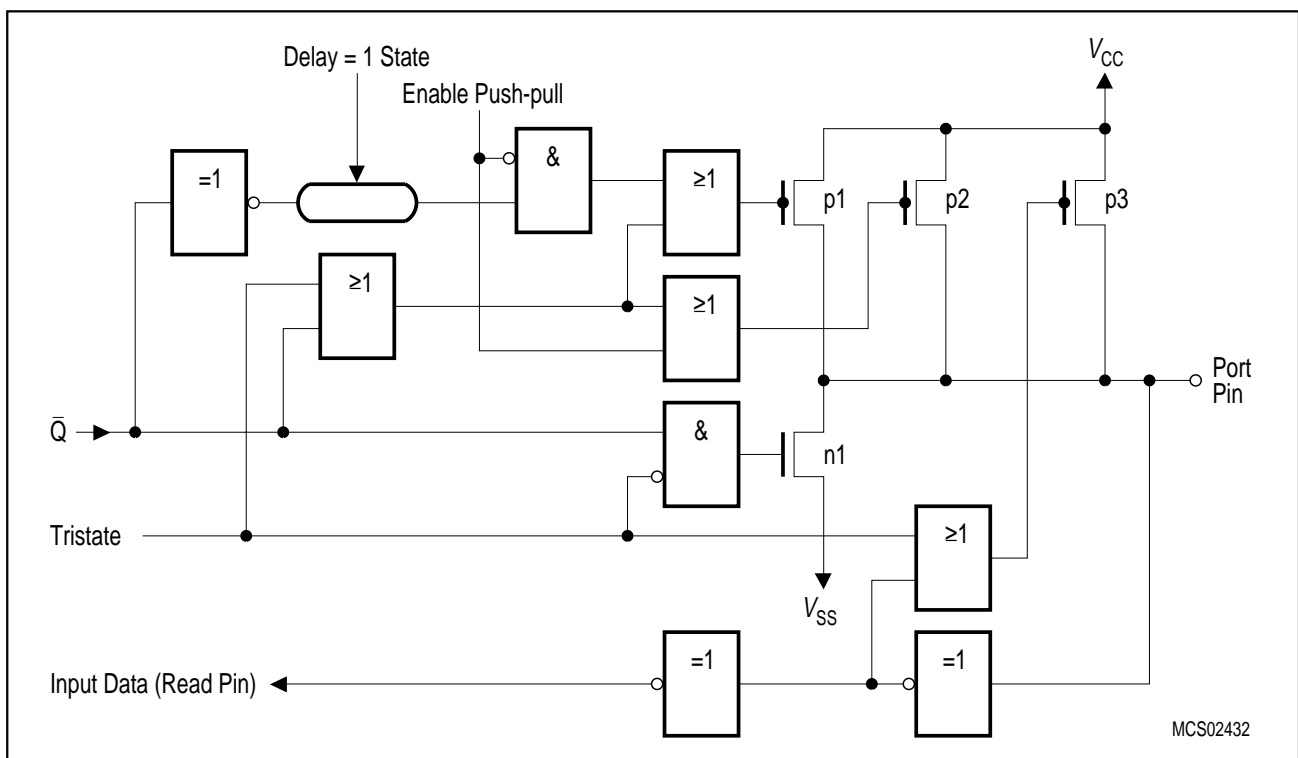 Delay = 1 State
Enable Push-pull
V_CC
=1
&
≥1
p1
p2
p3
≥1
≥1
Port
Pin
Q̅
&
n1
Tristate
≥1
V_SS
Input Data (Read Pin)
=1
=1
MCS02432